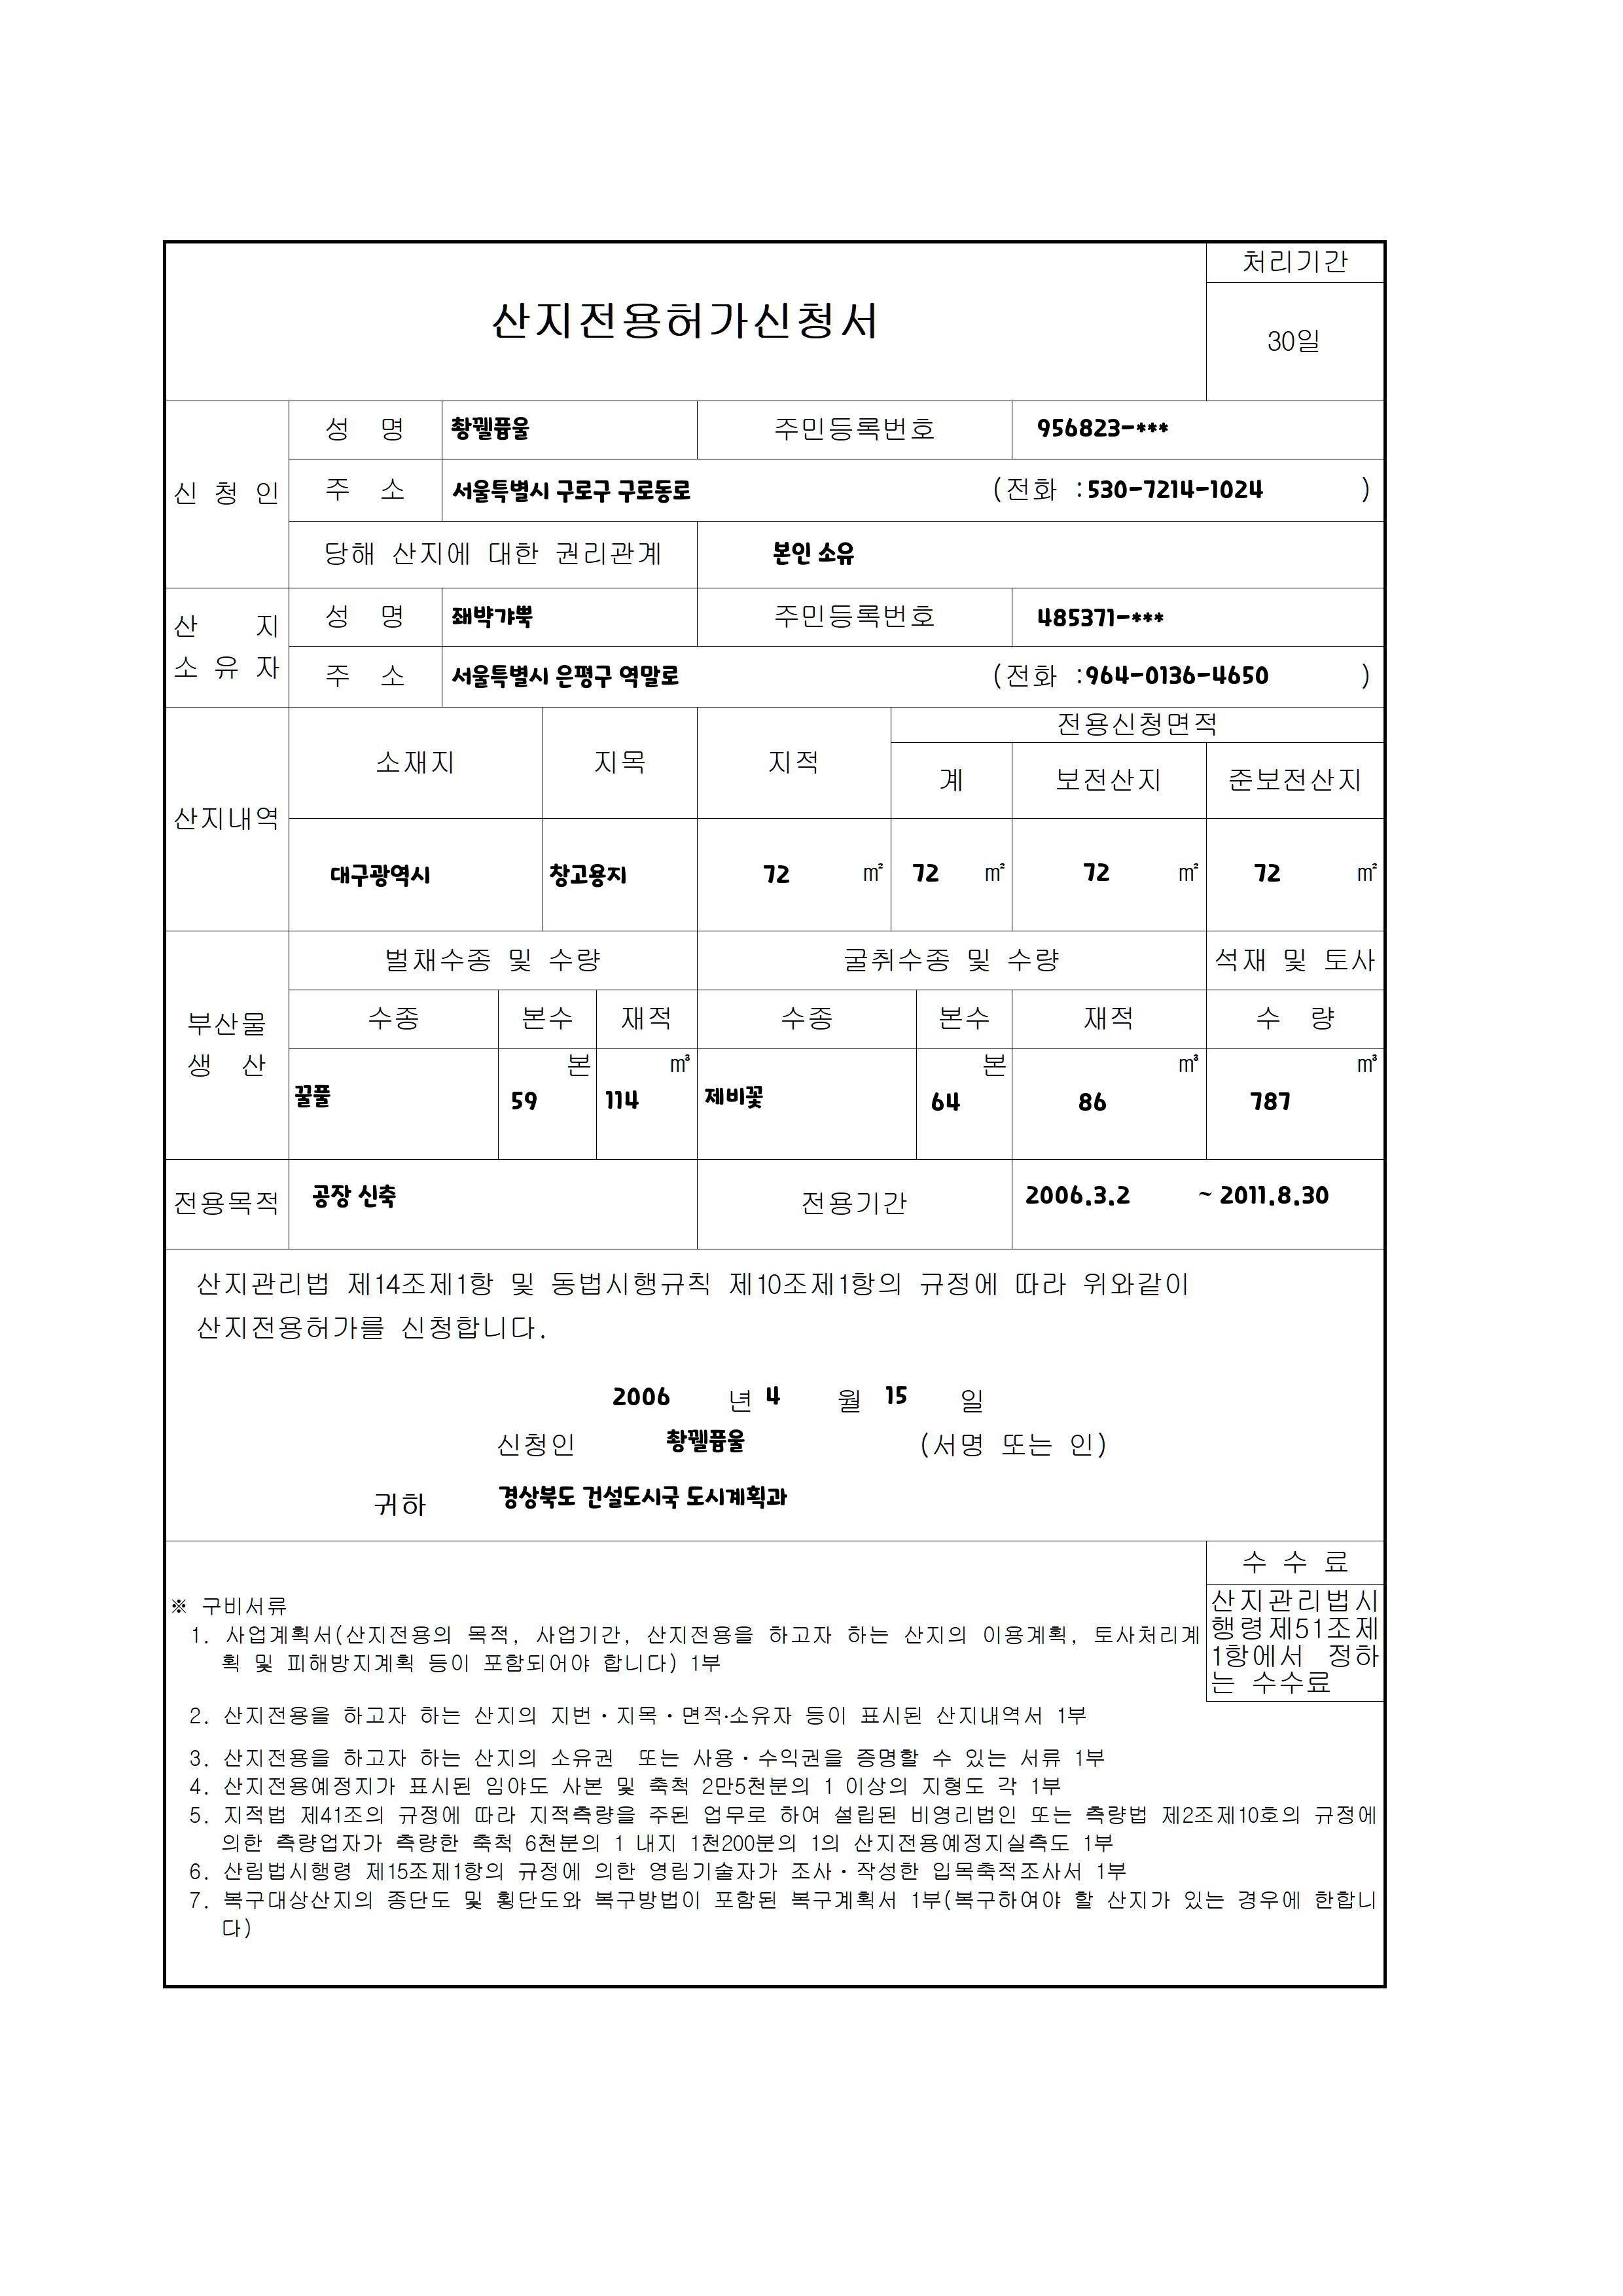 처리기간
산지전용허가신청서
30일
신 청 인
성 명 황꿸퓹울 주민등록번호 956823-***
주 소 서울특별시 구로구 구로동로 (전화 :530-7214-1024 )
당해 산지에 대한 권리관계 본인 소유
산 지
소 유 자
성 명 좨뱍갸뿍 주민등록번호 485371-***
주 소 서울특별시 은평구 역말로 (전화 :964-0136-4650 )
산지내역
소재지 지목 지적 전용신청면적
계 보전산지 준보전산지
대구광역시 창고용지 72 ㎡ 72 ㎡ 72 ㎡ 72 ㎡
부산물
생 산
벌채수종 및 수량 굴취수종 및 수량 석재 및 토사
수종 본수 재적 수종 본수 재적 수 량
본 ㎥ 본 ㎥ ㎥
꿀풀 59 114 제비꽃 64 86 787
전용목적 공장 신축 전용기간 2006.3.2 ~ 2011.8.30
산지관리법 제14조제1항 및 동법시행규칙 제10조제1항의 규정에 따라 위와같이
산지전용허가를 신청합니다.
2006 년 4 월 15 일
신청인 황꿸퓹울 (서명 또는 인)
귀하 경상북도 건설도시국 도시계획과
수 수 료
산지관리법시
행령제51조제
1항에서 정하
는 수수료
※ 구비서류
1. 사업계획서(산지전용의 목적, 사업기간, 산지전용을 하고자 하는 산지의 이용계획, 토사처리계
획 및 피해방지계획 등이 포함되어야 합니다) 1부
2. 산지전용을 하고자 하는 산지의 지번·지목·면적·소유자 등이 표시된 산지내역서 1부
3. 산지전용을 하고자 하는 산지의 소유권 또는 사용·수익권을 증명할 수 있는 서류 1부
4. 산지전용예정지가 표시된 임야도 사본 및 축척 2만5천분의 1 이상의 지형도 각 1부
5. 지적법 제41조의 규정에 따라 지적측량을 주된 업무로 하여 설립된 비영리법인 또는 측량법 제2조제10호의 규정에
의한 측량업자가 측량한 축척 6천분의 1 내지 1천200분의 1의 산지전용예정지실측도 1부
6. 산림법시행령 제15조제1항의 규정에 의한 영림기술자가 조사·작성한 입목축적조사서 1부
7. 복구대상산지의 종단도 및 횡단도와 복구방법이 포함된 복구계획서 1부(복구하여야 할 산지가 있는 경우에 한합니
다)